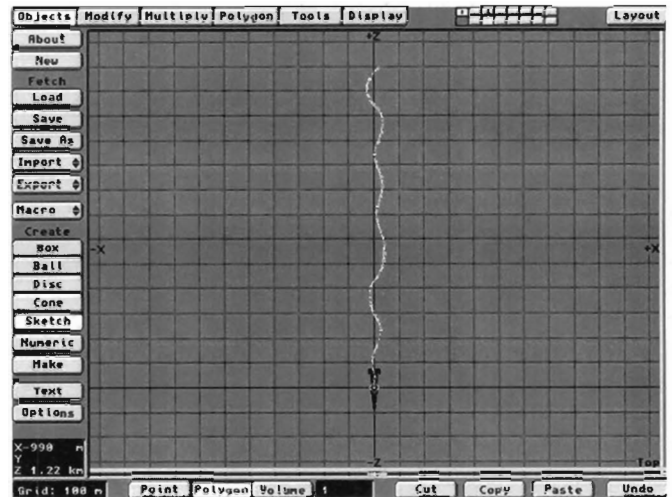 Objects Modify Multiply Polygon Tools Display Layout
About
New
Fetch
Load
Save
Save As
Import
Export
Macro
Create
Box
Ball
Disc
Cone
Sketch
Numeric
Make
Text
Options
+Z
-X
+X
-Z
Top
X-990 m
Y
Z 1.22 km
Grid: 100 m Point Polygon Volume 1 Cut Copy Paste Undo